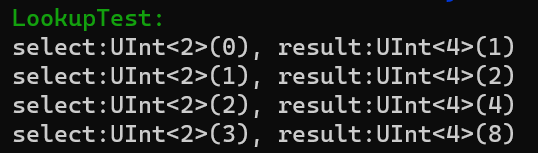 LookupTest:
select:UInt<2>(0), result:UInt<4>(1)
select:UInt<2>(1), result:UInt<4>(2)
select:UInt<2>(2), result:UInt<4>(4)
select:UInt<2>(3), result:UInt<4>(8)